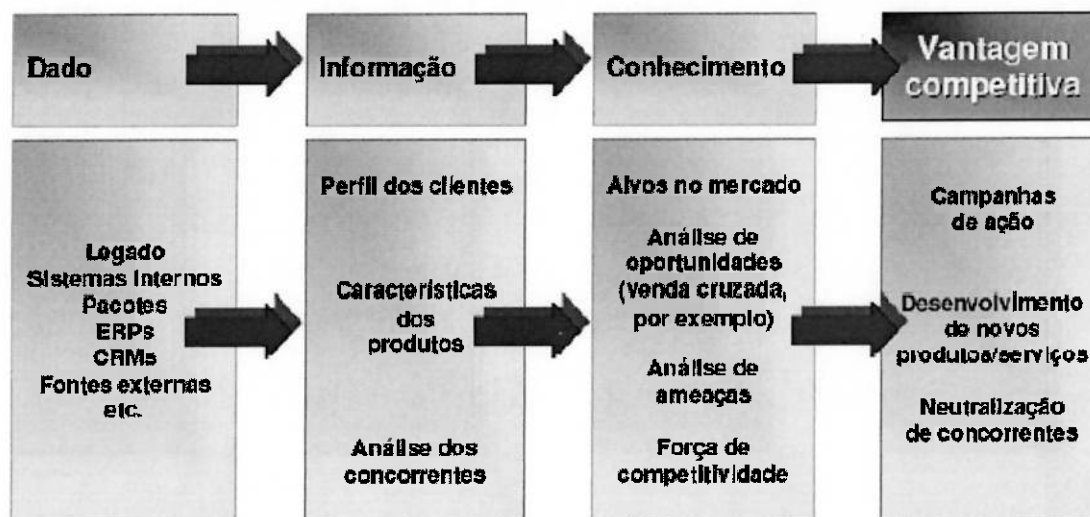 Dado
Informação
Conhecimento
Vantagem
competitiva
Legado
Sistemas Internos
Pacotes
ERPs
CRMs
Fontes externas
etc.
Perfil dos clientes
Características
dos
produtos
Análise dos
concorrentes
Alvos no mercado
Análise de
oportunidades
(venda cruzada,
por exemplo)
Análise de
ameaças
Força de
competitividade
Campanhas
de ação
Desenvolvimento
de novos
produtos/serviços
Neutralização
de concorrentes